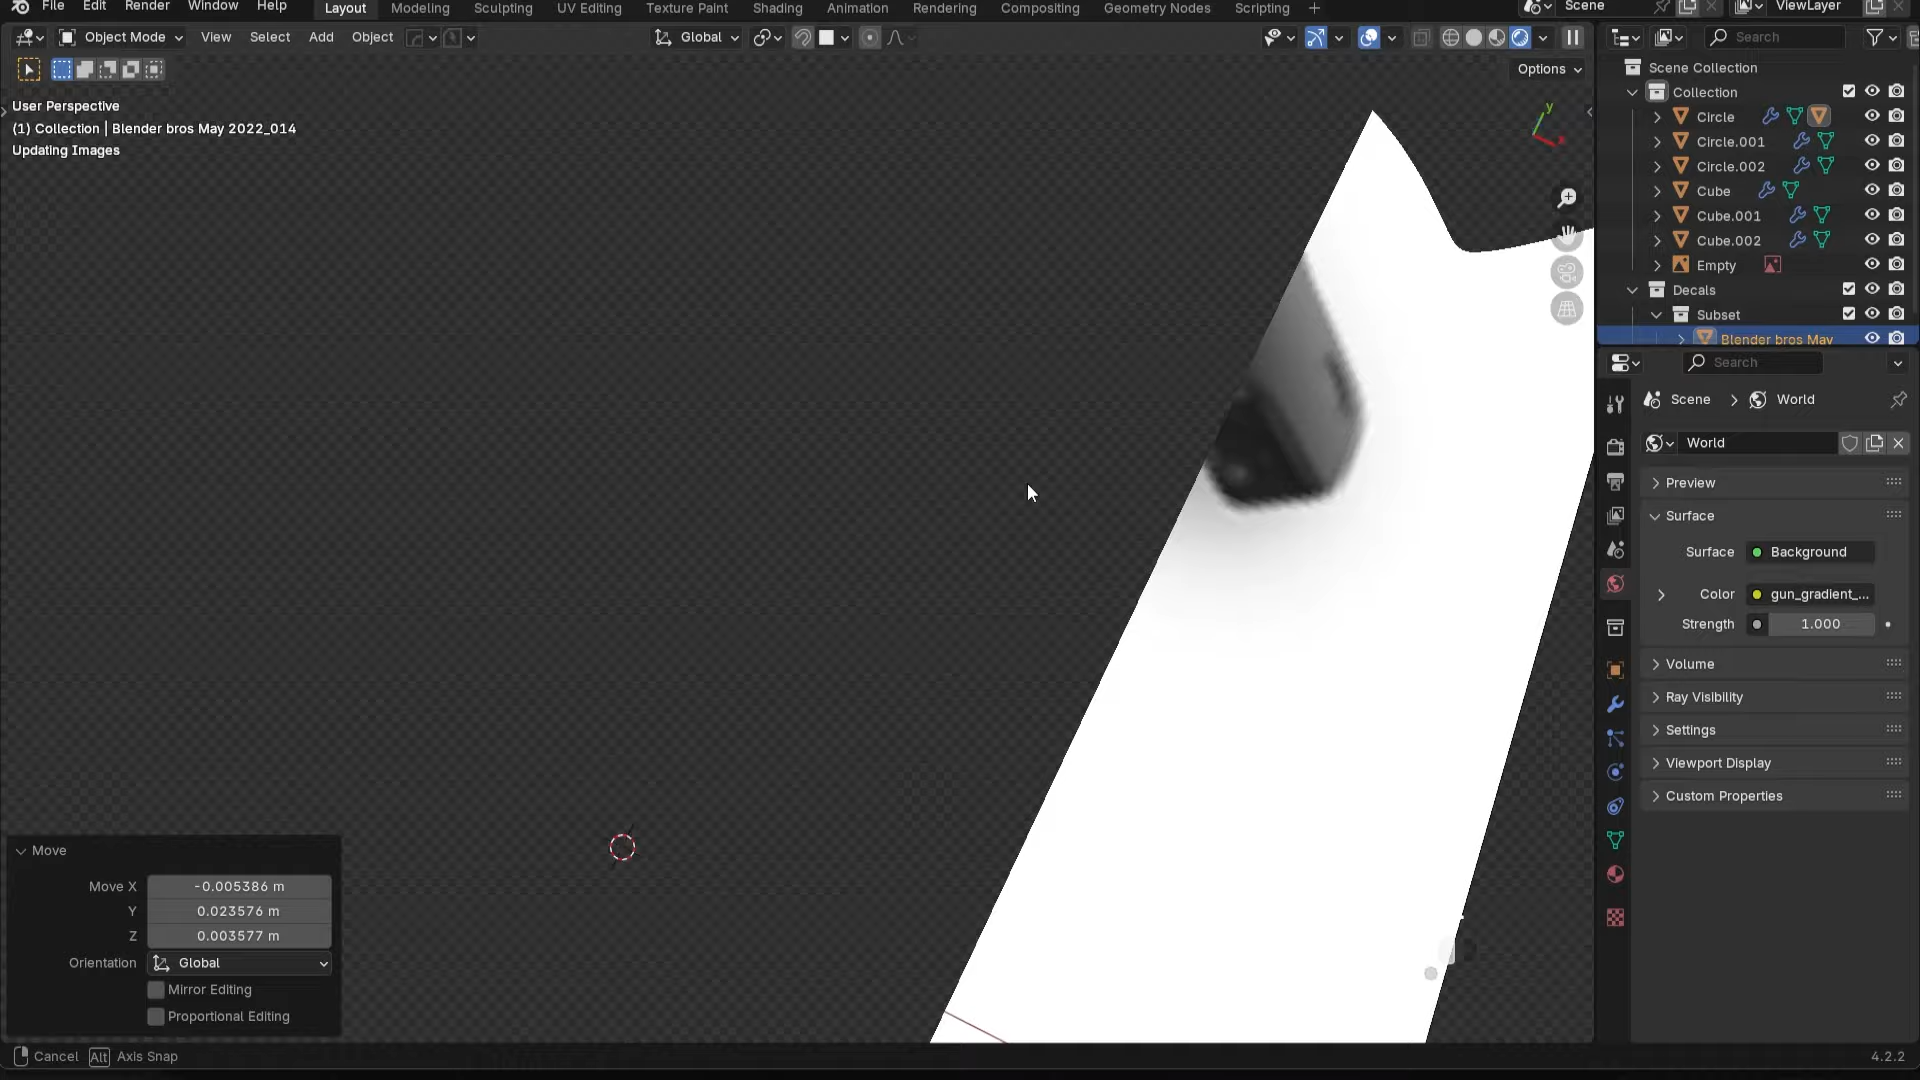 File Edit Render Window Help Layout Modeling Sculpting UV Editing Texture Paint Shading Animation Rendering Compositing Geometry Nodes Scripting Scene ViewLayer
Object Mode View Select Add Object Global Search
Options
User Perspective
(1) Collection | Blender bros May 2022_014
Updating Images
Y
X
Scene Collection
Collection
Circle
Circle.001
Circle.002
Cube
Cube.001
Cube.002
Empty
Decals
Subset
Blender bros May
Search
Scene World
World
Preview
Surface
Surface Background
Color gun_gradient_...
Strength 1.000
Volume
Ray Visibility
Settings
Viewport Display
Custom Properties
Move
Move X -0.005386 m
Y 0.023576 m
Z 0.003577 m
Orientation Global
Mirror Editing
Proportional Editing
Cancel Alt Axis Snap
4.2.2